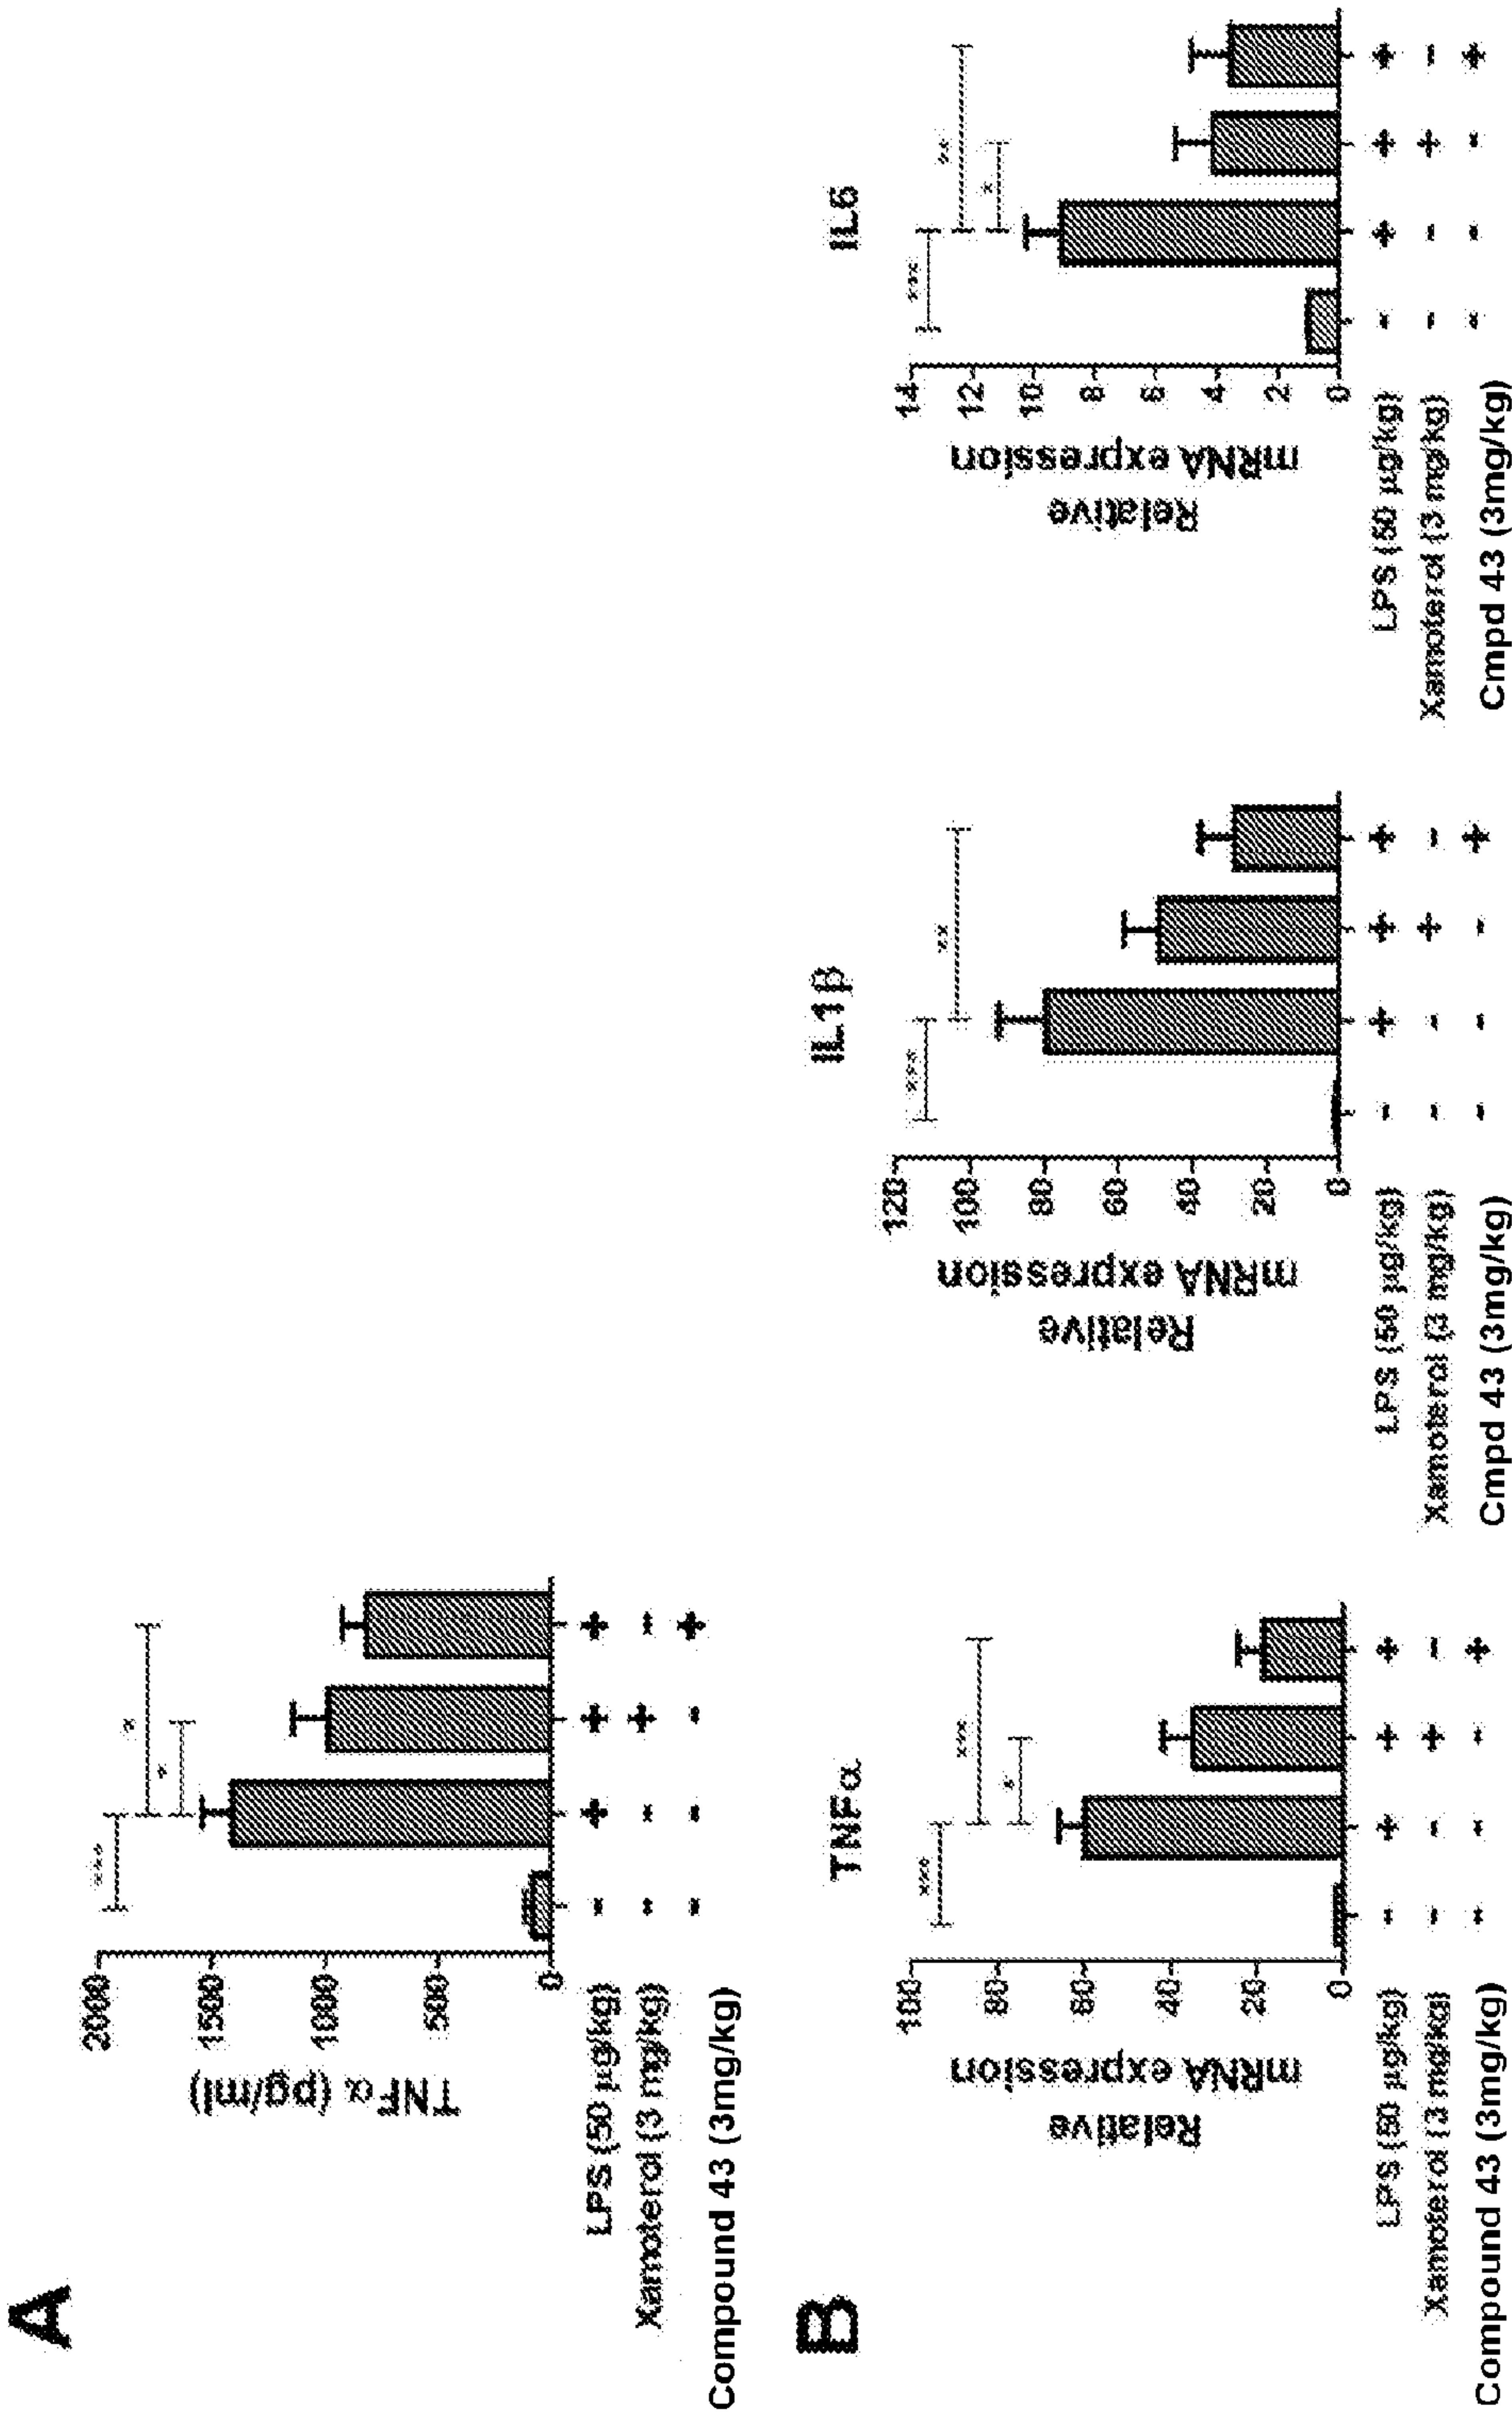 A
TNFα (pg/ml)
2000
1500
1000
500
0
***
*
*
LPS (50 µg/kg) - + + +
Xamoterol (3 mg/kg) - - + -
Compound 43 (3mg/kg) - - - +
B
TNFα
Relative
mRNA expression
100
80
60
40
20
0
***
***
*
LPS (50 µg/kg) - + + +
Xamoterol (3 mg/kg) - - + -
Compound 43 (3mg/kg) - - - +
IL1β
Relative
mRNA expression
120
100
80
60
40
20
0
***
**
LPS (50 µg/kg) - + + +
Xamoterol (3 mg/kg) - - + -
Cmpd 43 (3mg/kg) - - - +
IL6
Relative
mRNA expression
14
12
10
8
6
4
2
0
***
**
*
LPS (50 µg/kg) - + + +
Xamoterol (3 mg/kg) - - + -
Cmpd 43 (3mg/kg) - - - +